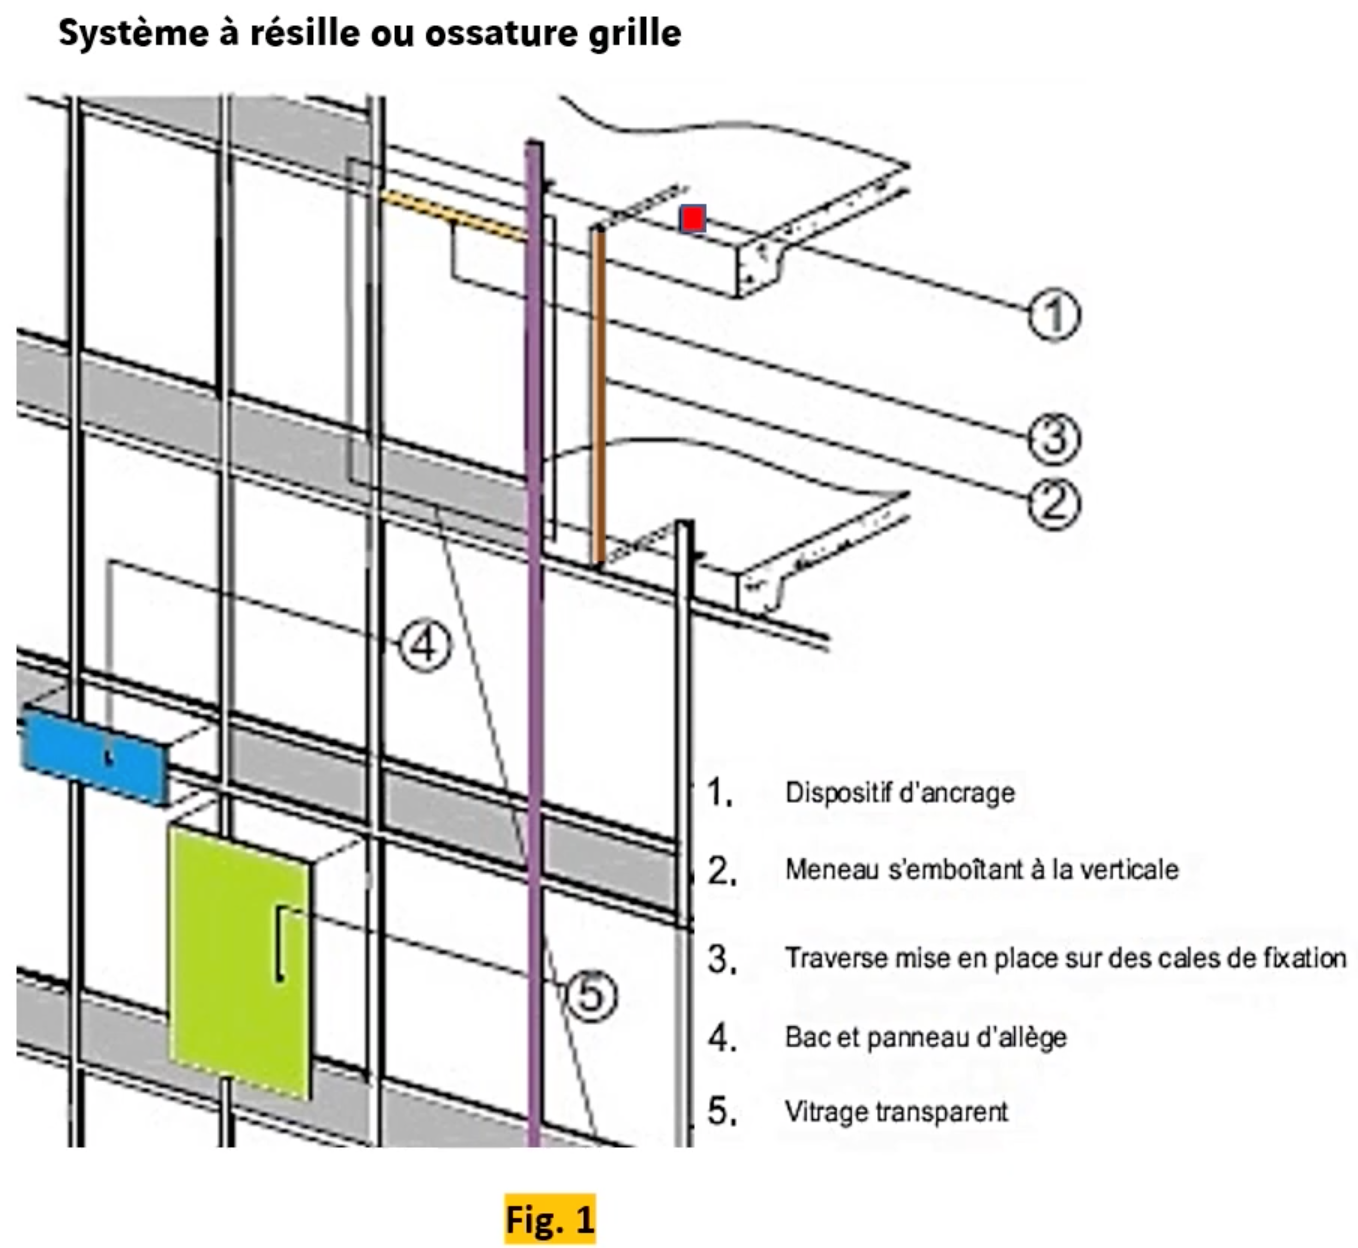 Système à résille ou ossature grille
1
3
2
4
5
1. Dispositif d'ancrage
2. Meneau s'emboîtant à la verticale
3. Traverse mise en place sur des cales de fixation
4. Bac et panneau d'allège
5. Vitrage transparent
Fig. 1